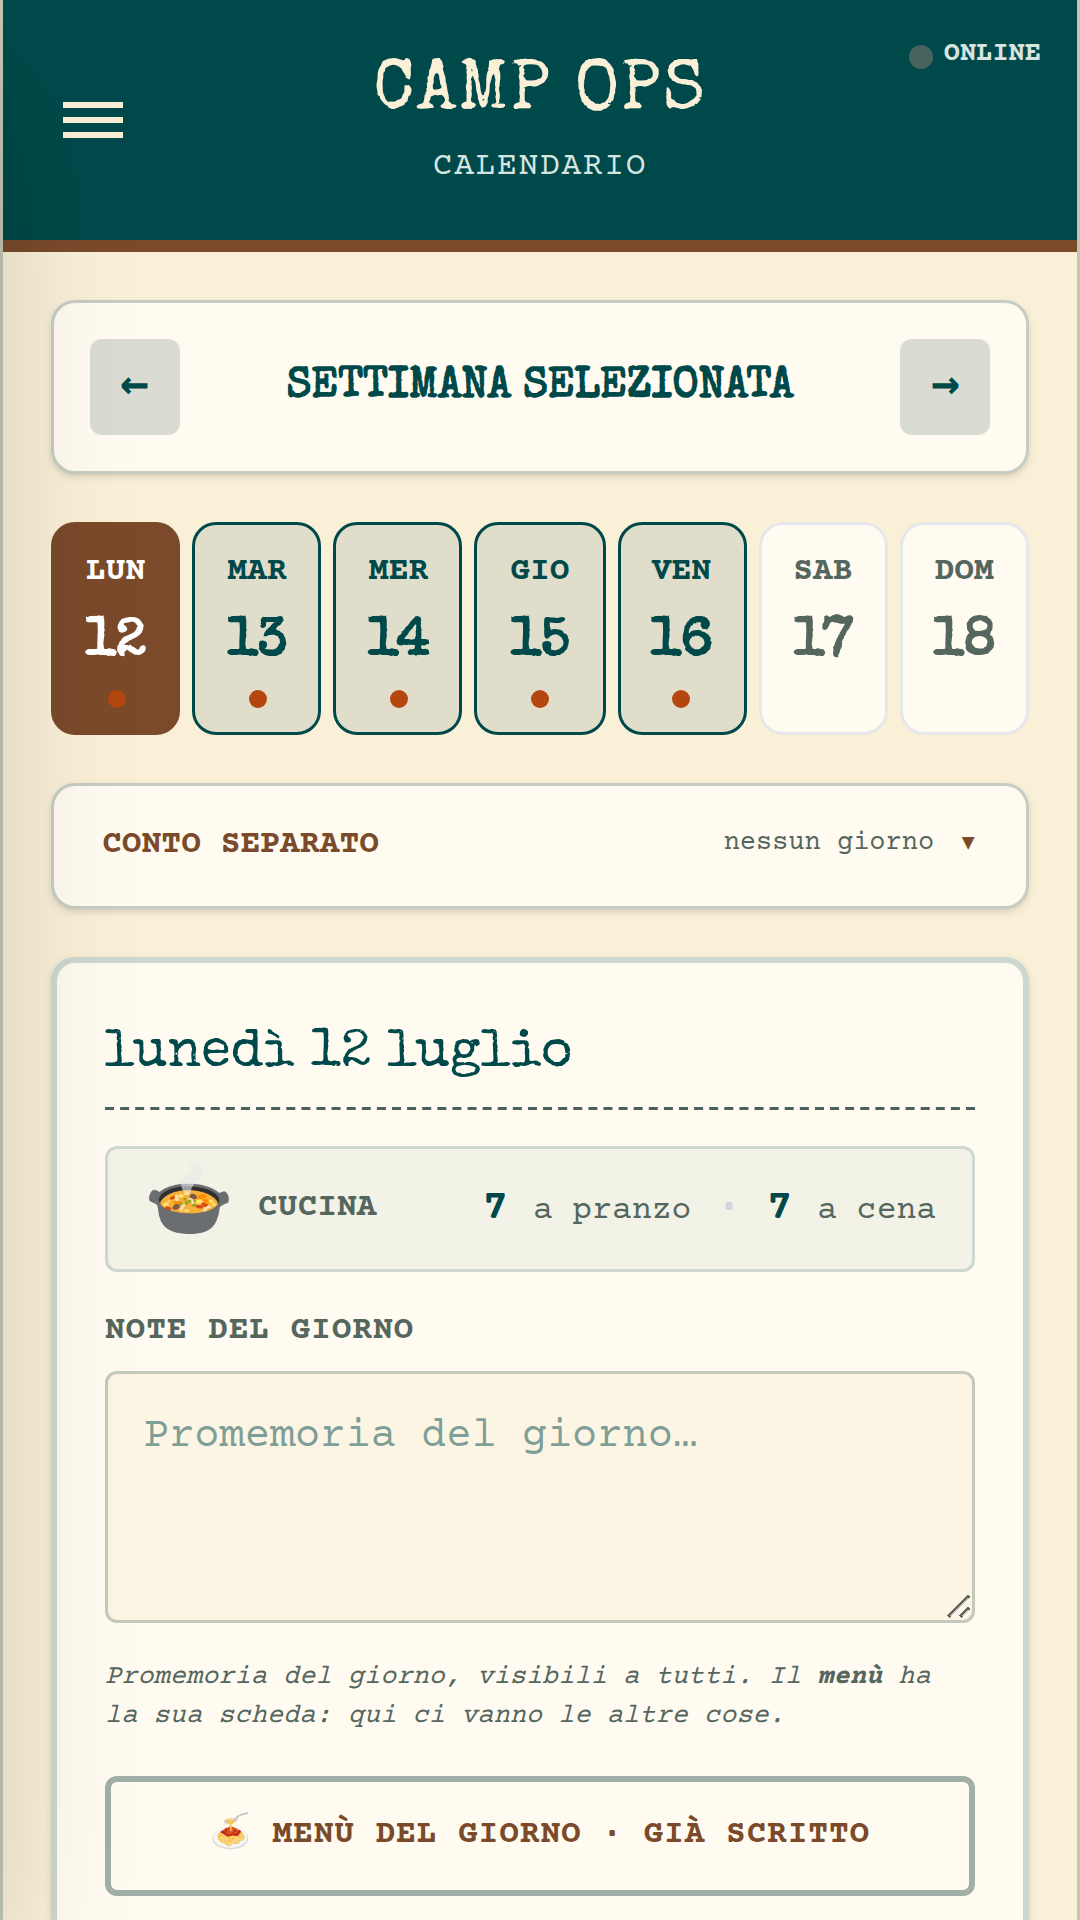 CAMP OPS
ONLINE
CALENDARIO
← SETTIMANA SELEZIONATA →
LUN MAR MER GIO VEN SAB DOM
12 13 14 15 16 17 18
CONTO SEPARATO nessun giorno ▼
lunedì 12 luglio
CUCINA 7 a pranzo · 7 a cena
NOTE DEL GIORNO
Promemoria del giorno…
Promemoria del giorno, visibili a tutti. Il menù ha
la sua scheda: qui ci vanno le altre cose.
MENÙ DEL GIORNO · GIÀ SCRITTO